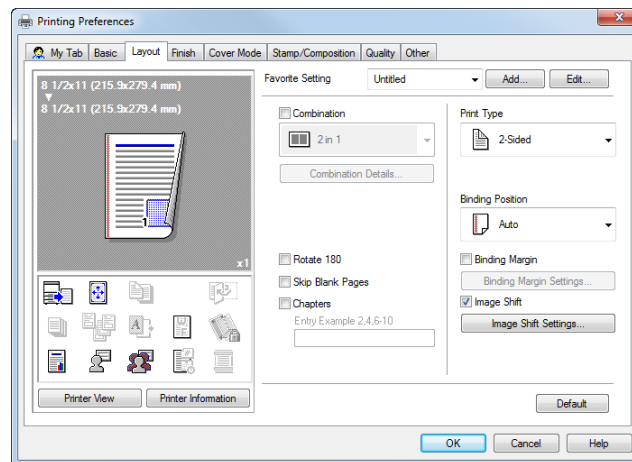 Printing Preferences
My Tab Basic Layout Finish Cover Mode Stamp/Composition Quality Other
8 1/2x11 (215.9x279.4 mm)
8 1/2x11 (215.9x279.4 mm)
1
x1
Printer View Printer Information
Favorite Setting Untitled Add... Edit...
Combination
2 in 1
Combination Details...
Rotate 180
Skip Blank Pages
Chapters
Entry Example 2,4,6-10
Print Type
2-Sided
Binding Position
Auto
Binding Margin
Binding Margin Settings...
Image Shift
Image Shift Settings...
Default
OK Cancel Help